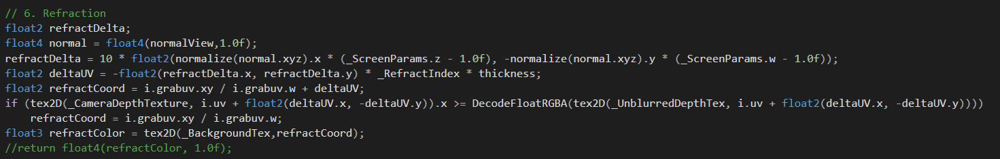 // 6. Refraction
float2 refractDelta;
float4 normal = float4(normalView,1.0f);
refractDelta = 10 * float2(normalize(normal.xyz).x * (_ScreenParams.z - 1.0f), -normalize(normal.xyz).y * (_ScreenParams.w - 1.0f));
float2 deltaUV = -float2(refractDelta.x, refractDelta.y) * _RefractIndex * thickness;
float2 refractCoord = i.grabuv.xy / i.grabuv.w + deltaUV;
if (tex2D(_CameraDepthTexture, i.uv + float2(deltaUV.x, -deltaUV.y)).x >= DecodeFloatRGBA(tex2D(_UnblurredDepthTex, i.uv + float2(deltaUV.x, -deltaUV.y))))
    refractCoord = i.grabuv.xy / i.grabuv.w;
float3 refractColor = tex2D(_BackgroundTex,refractCoord);
//return float4(refractColor, 1.0f);